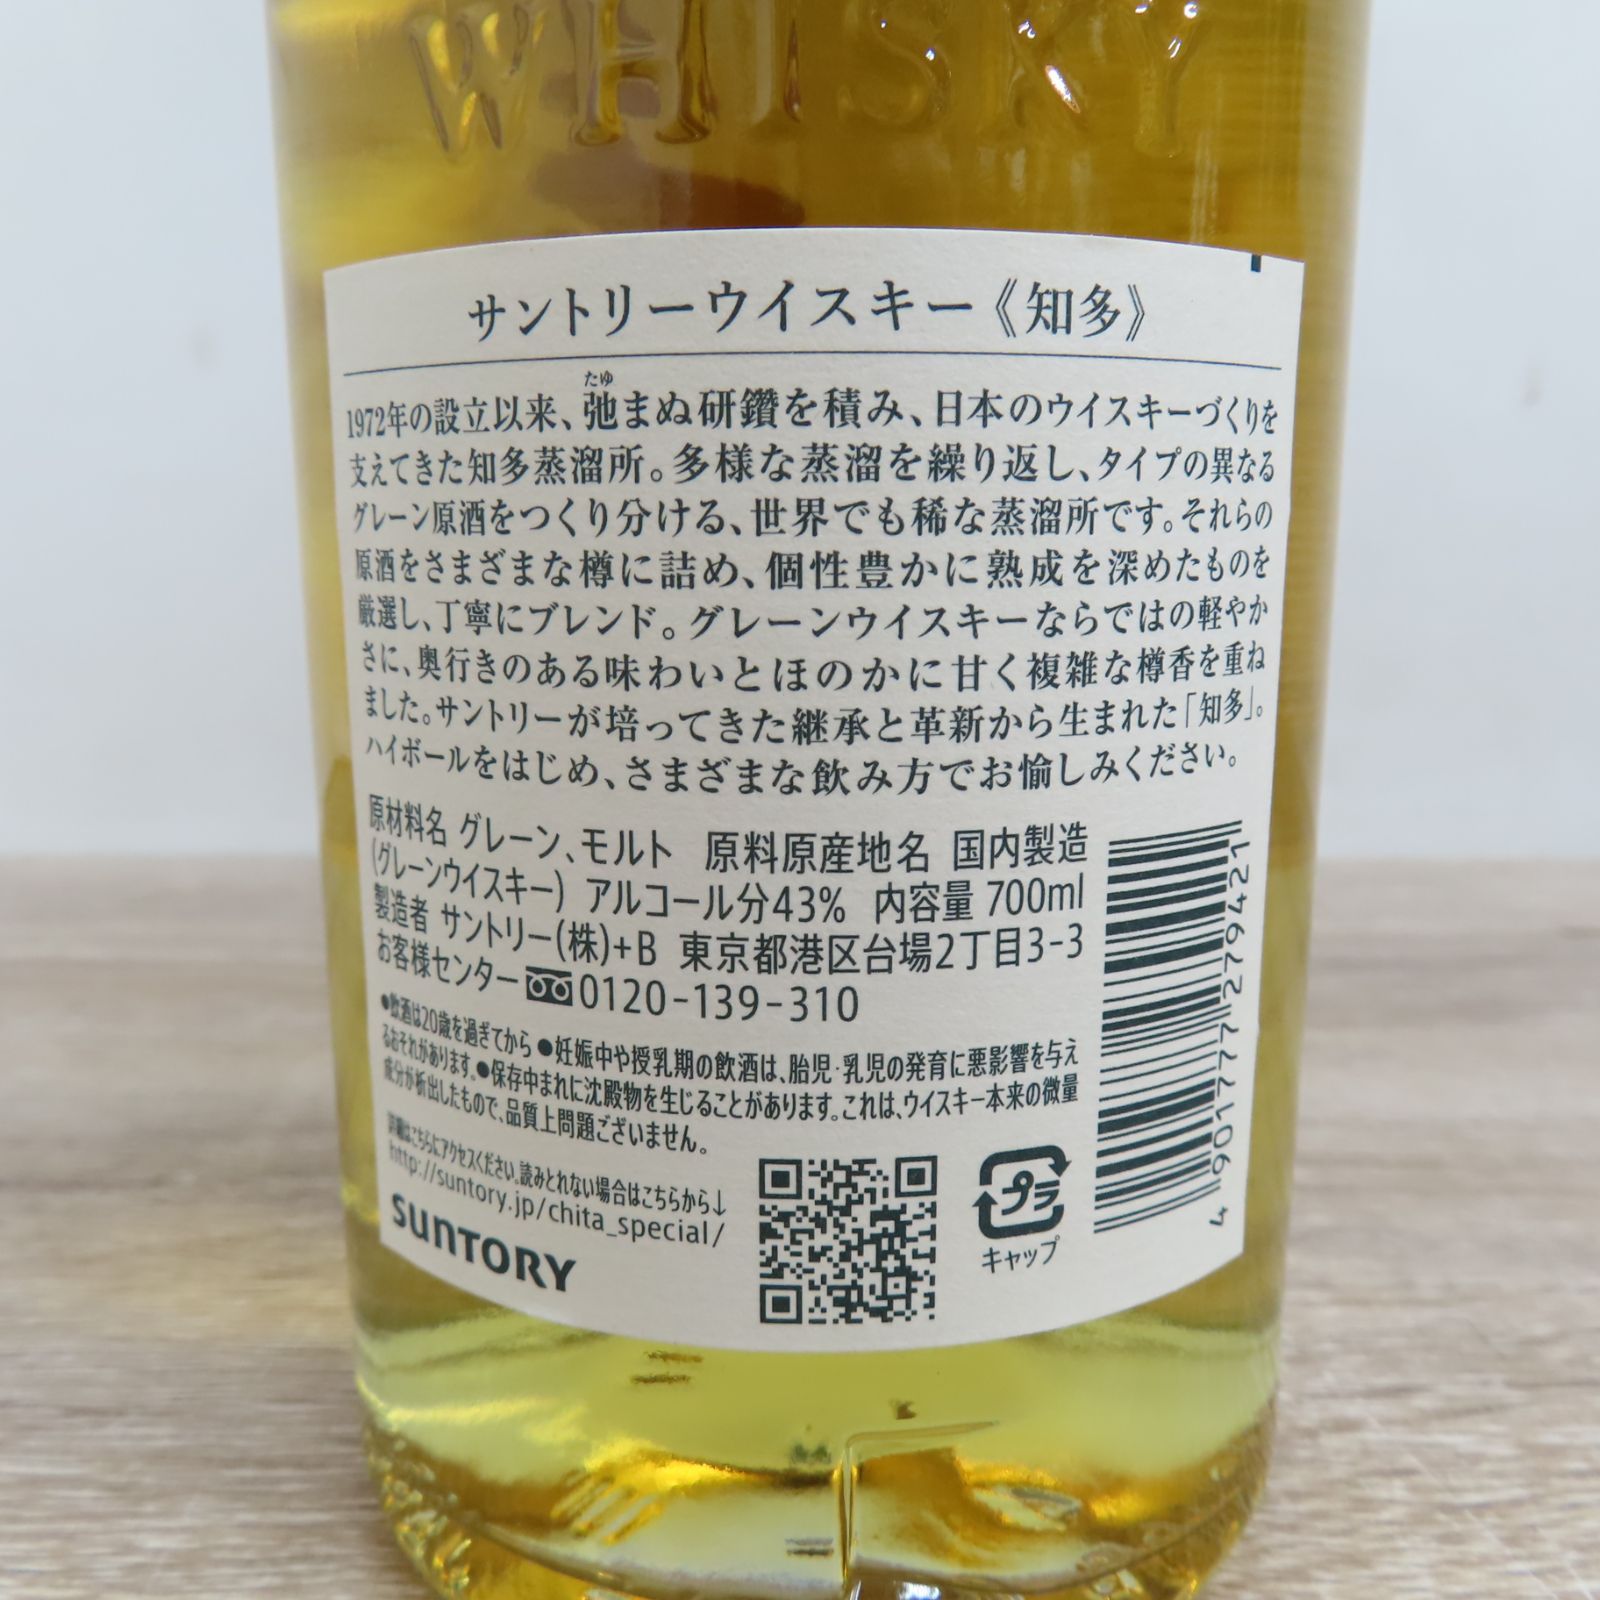 WHISKY
サントリーウイスキー《知多》
たゆ
1972年の設立以来、弛まぬ研鑽を積み、日本のウイスキーづくりを
支えてきた知多蒸溜所。多様な蒸溜を繰り返し、タイプの異なる
グレーン原酒をつくり分ける、世界でも稀な蒸溜所です。それらの
原酒をさまざまな樽に詰め、個性豊かに熟成を深めたものを
厳選し、丁寧にブレンド。グレーンウイスキーならではの軽やか
さに、奥行きのある味わいとほのかに甘く複雑な樽香を重ね
ました。サントリーが培ってきた継承と革新から生まれた「知多」。
ハイボールをはじめ、さまざまな飲み方でお愉しみください。
原材料名 グレーン、モルト 原料原産地名 国内製造
(グレーンウイスキー) アルコール分43% 内容量 700ml
製造者 サントリー(株)+B 東京都港区台場2丁目3-3
お客様センター 0120-139-310
●飲酒は20歳を過ぎてから ●妊娠中や授乳期の飲酒は、胎児・乳児の発育に悪影響を与え
るおそれがあります。●保存中まれに沈殿物を生じることがあります。これは、ウイスキー本来の微量
成分が析出したもので、品質上問題ございません。
詳細はこちらにアクセスください。読みとれない場合はこちらから↓
http://suntory.jp/chita_special/
SUNTORY
プラ
キャップ
4 901777 279421